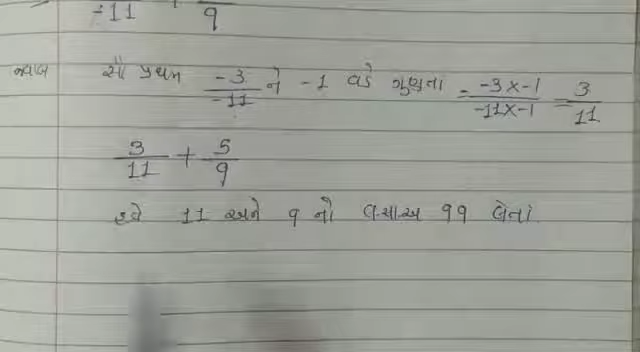 -11 9
જવાબ સૌ પ્રથમ -3/-11 ને -1 વડે ગુણતા = -3×-1/-11×-1 = 3/11
3/11 + 5/9
હવે 11 અને 9 નો લસાઅ 99 લેતાં